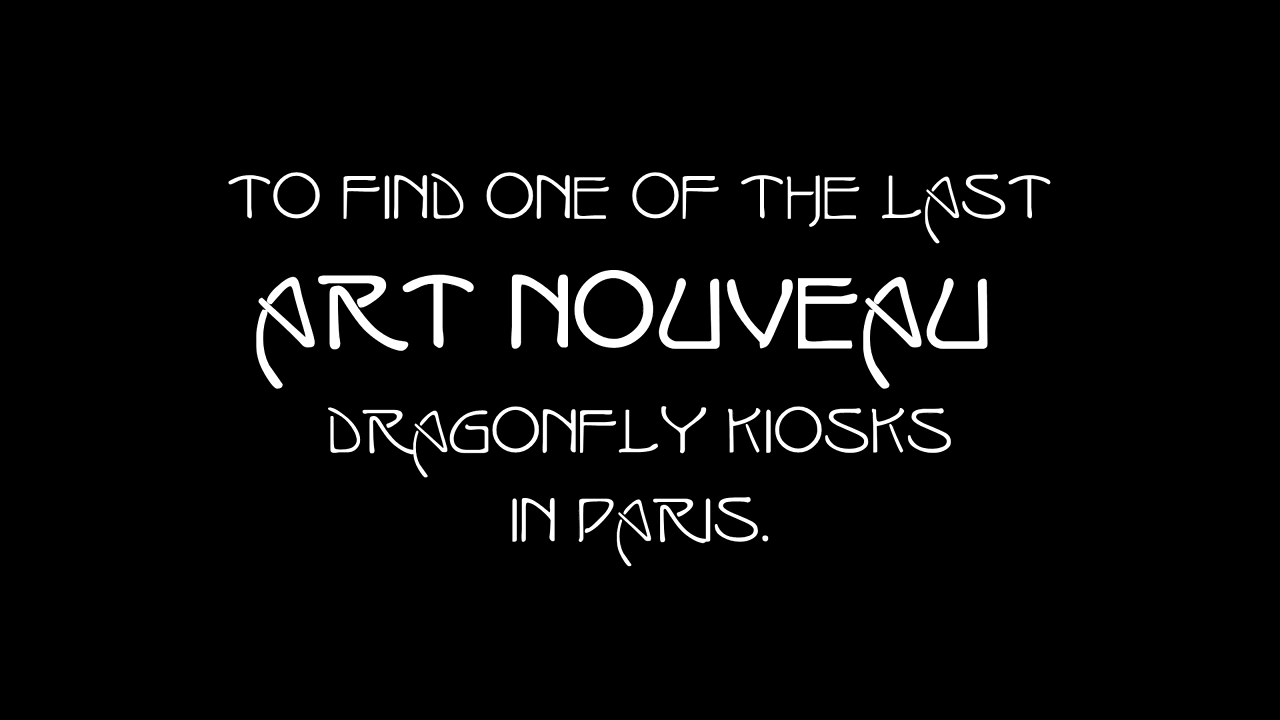 TO FIND ONE OF THE LAST
ART NOUVEAU
DRAGONFLY KIOSKS
IN PARIS.